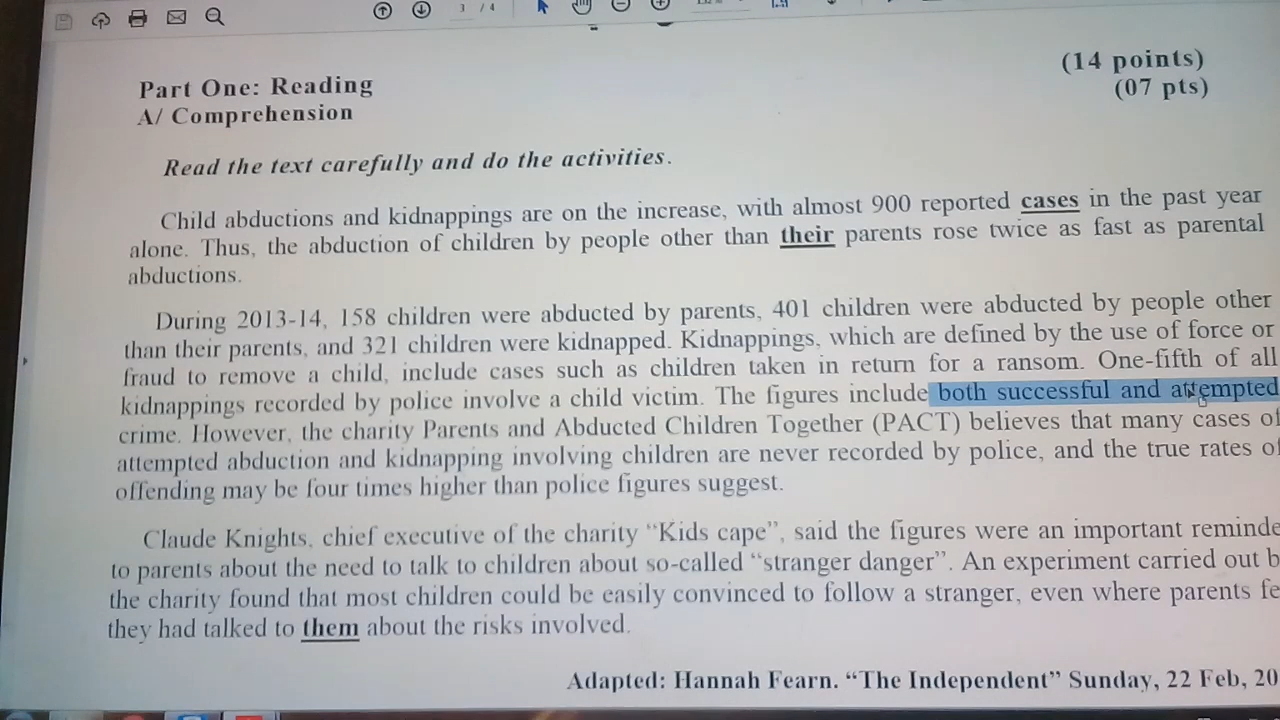 3 / 4
Part One: Reading
(14 points)
A/ Comprehension
(07 pts)
Read the text carefully and do the activities.
Child abductions and kidnappings are on the increase, with almost 900 reported cases in the past year
alone. Thus, the abduction of children by people other than their parents rose twice as fast as parental
abductions.
During 2013-14, 158 children were abducted by parents, 401 children were abducted by people other
than their parents, and 321 children were kidnapped. Kidnappings, which are defined by the use of force or
fraud to remove a child, include cases such as children taken in return for a ransom. One-fifth of all
kidnappings recorded by police involve a child victim. The figures include both successful and attempted
crime. However, the charity Parents and Abducted Children Together (PACT) believes that many cases of
attempted abduction and kidnapping involving children are never recorded by police, and the true rates of
offending may be four times higher than police figures suggest.
Claude Knights, chief executive of the charity “Kids cape”, said the figures were an important reminde
to parents about the need to talk to children about so-called “stranger danger”. An experiment carried out b
the charity found that most children could be easily convinced to follow a stranger, even where parents fe
they had talked to them about the risks involved.
Adapted: Hannah Fearn. “The Independent” Sunday, 22 Feb, 20